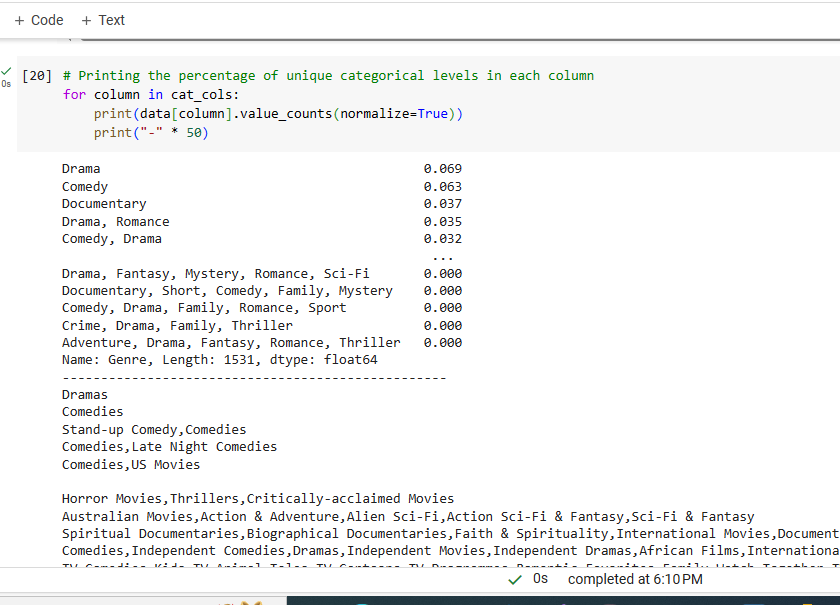 + Code + Text
[20] # Printing the percentage of unique categorical levels in each column
0s
for column in cat_cols:
print(data[column].value_counts(normalize=True))
print("-" * 50)
Drama 0.069
Comedy 0.063
Documentary 0.037
Drama, Romance 0.035
Comedy, Drama 0.032
...
Drama, Fantasy, Mystery, Romance, Sci-Fi 0.000
Documentary, Short, Comedy, Family, Mystery 0.000
Comedy, Drama, Family, Romance, Sport 0.000
Crime, Drama, Family, Thriller 0.000
Adventure, Drama, Fantasy, Romance, Thriller 0.000
Name: Genre, Length: 1531, dtype: float64
-------------------------------------------------
Dramas
Comedies
Stand-up Comedy,Comedies
Comedies,Late Night Comedies
Comedies,US Movies
Horror Movies,Thrillers,Critically-acclaimed Movies
Australian Movies,Action & Adventure,Alien Sci-Fi,Action Sci-Fi & Fantasy,Sci-Fi & Fantasy
Spiritual Documentaries,Biographical Documentaries,Faith & Spirituality,International Movies,Document
Comedies,Independent Comedies,Dramas,Independent Movies,Independent Dramas,African Films,Internationa
0s completed at 6:10 PM